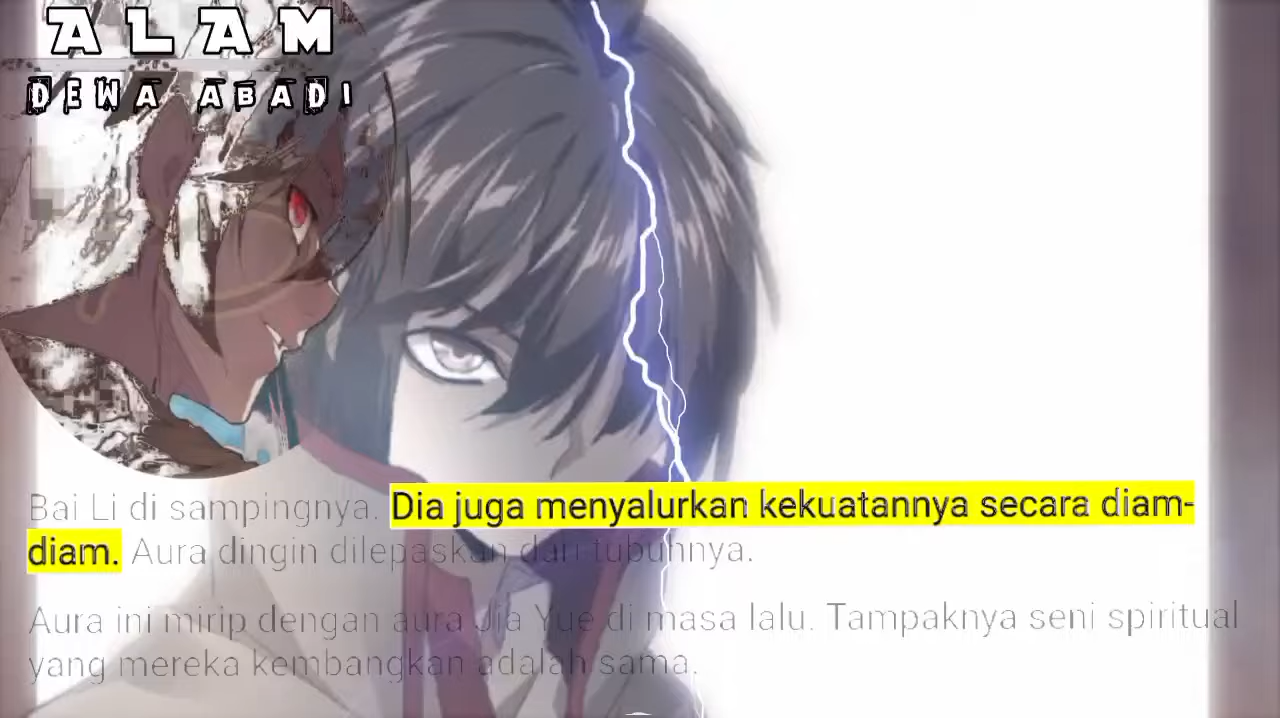 ALAM
DEWA ABADI
Bai Li di sampingnya. Dia juga menyalurkan kekuatannya secara diam-
diam. Aura dingin dilepaskan dari tubuhnya.
Aura ini mirip dengan aura Jia Yue di masa lalu. Tampaknya seni spiritual
yang mereka kembangkan adalah sama.